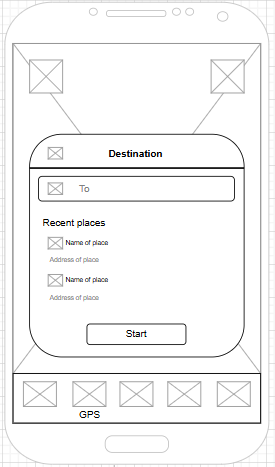 Destination
To
Recent places
Name of place
Address of place
Name of place
Address of place
Start
GPS